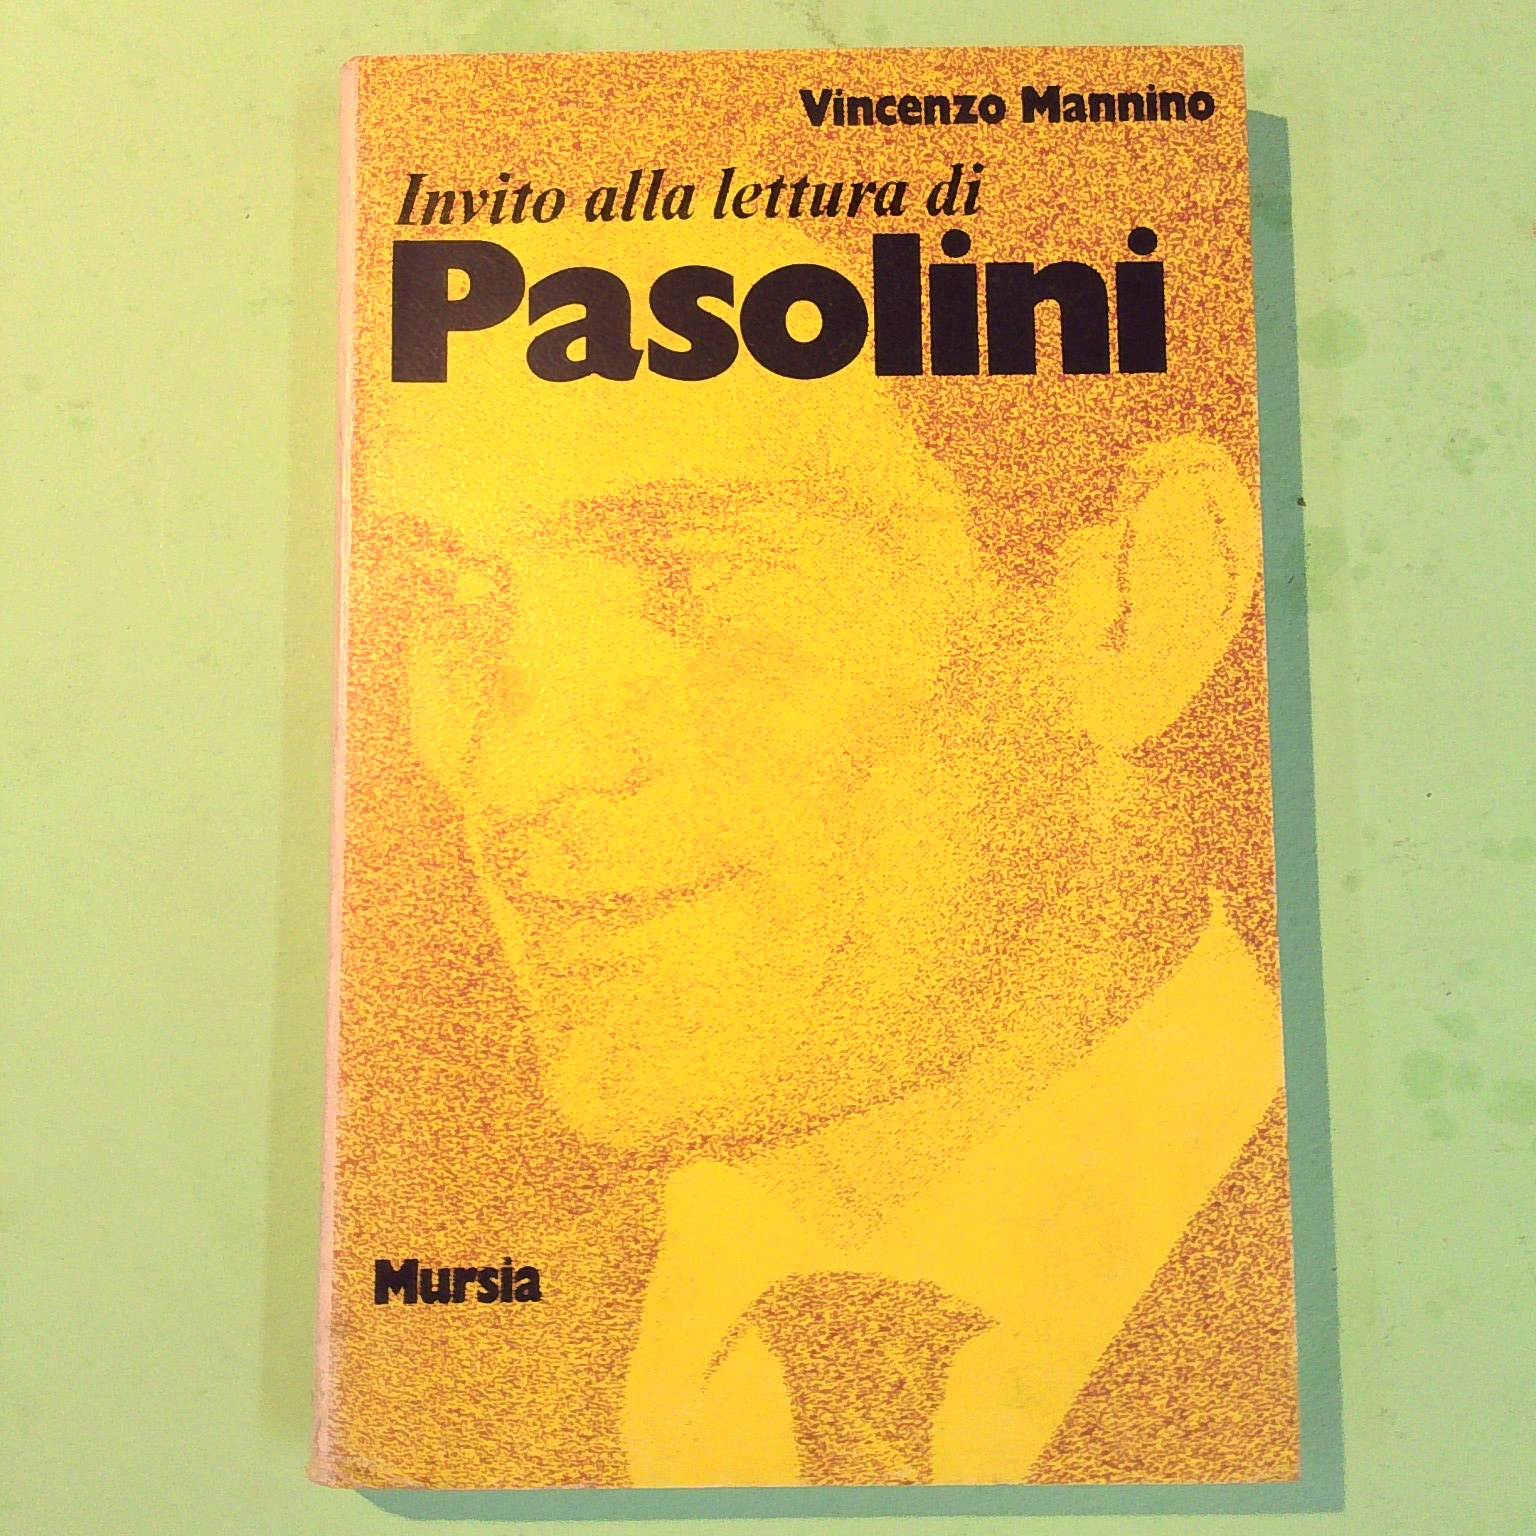 Vincenzo Mannino
Invito alla lettura di
Pasolini
Mursia